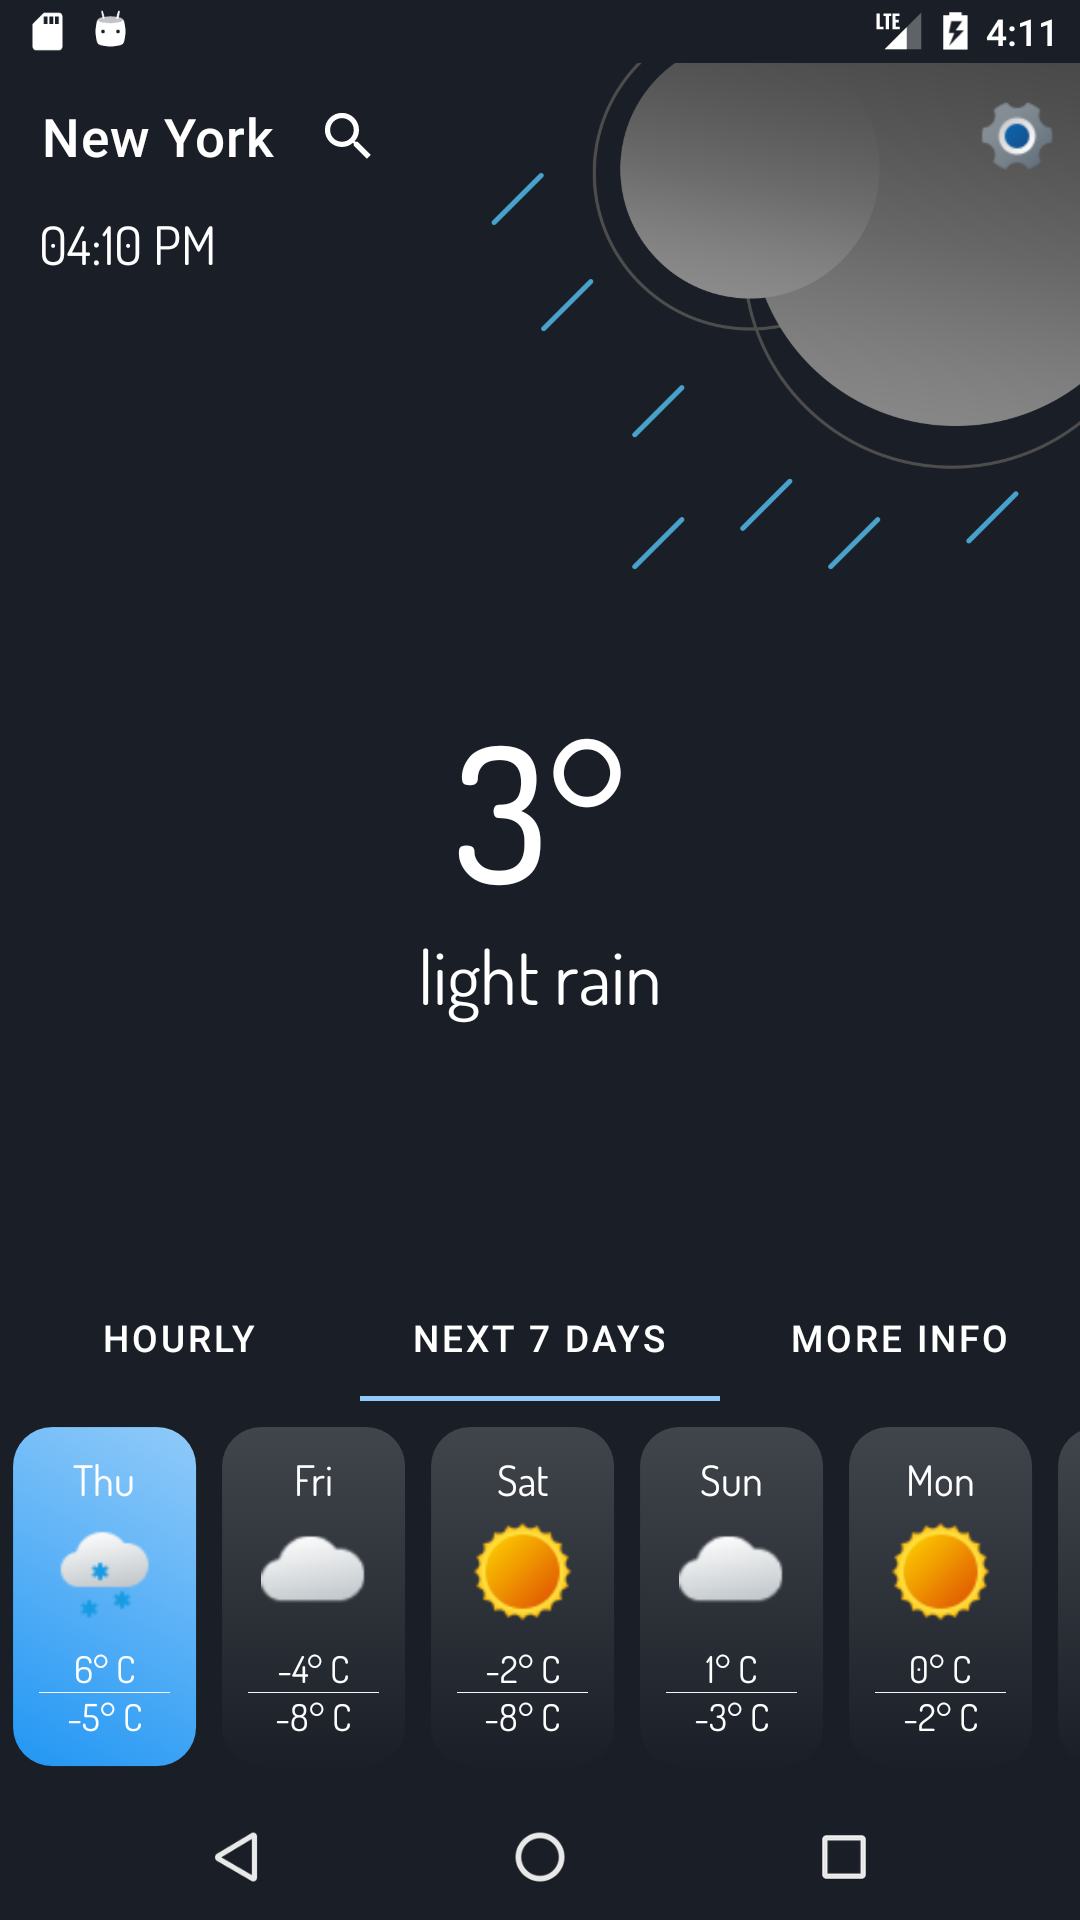 LTE 4:11
New York
04:10 PM
3°
light rain
HOURLY NEXT 7 DAYS MORE INFO
Thu Fri Sat Sun Mon
6° C -4° C -2° C 1° C 0° C
-5° C -8° C -8° C -3° C -2° C